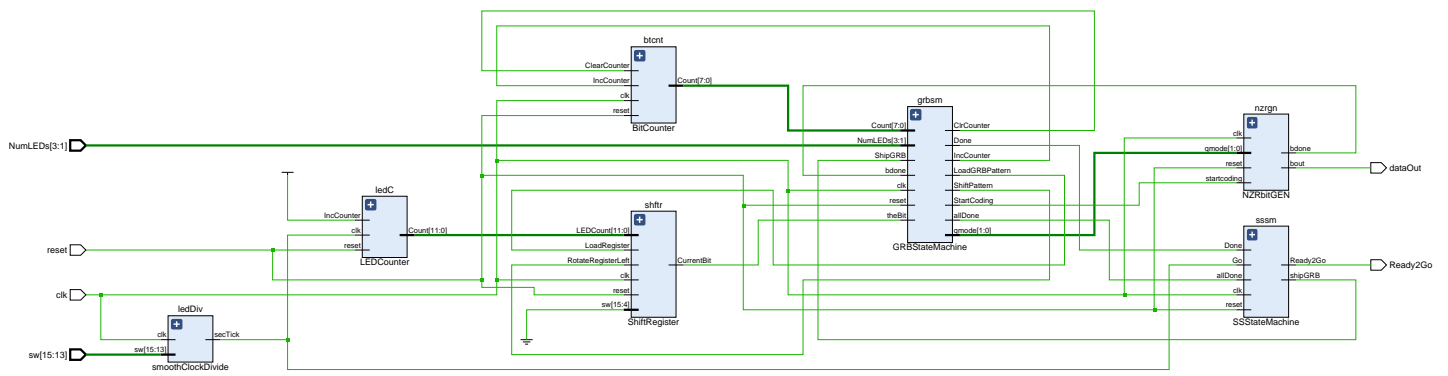 btcnt
ClearCounter
IncCounter
clk
reset
Count[7:0]
BitCounter
grbsm
Count[7:0]
NumLEDs[3:1]
ShipGRB
bdone
clk
reset
theBit
ClrCounter
Done
IncCounter
LoadGRBPattern
ShiftPattern
StartCoding
allDone
qmode[1:0]
GRBStateMachine
nzrgn
clk
qmode[1:0]
reset
startcoding
bdone
bout
NZRbitGEN
dataOut
NumLEDs[3:1]
ledC
IncCounter
clk
reset
Count[11:0]
LEDCounter
shftr
LEDCount[11:0]
LoadRegister
RotateRegisterLeft
clk
reset
sw[15:4]
CurrentBit
ShiftRegister
sssm
Done
Go
allDone
clk
reset
Ready2Go
shipGRB
SSStateMachine
Ready2Go
reset
clk
ledDiv
clk
sw[15:13]
secTick
smoothClockDivide
sw[15:13]